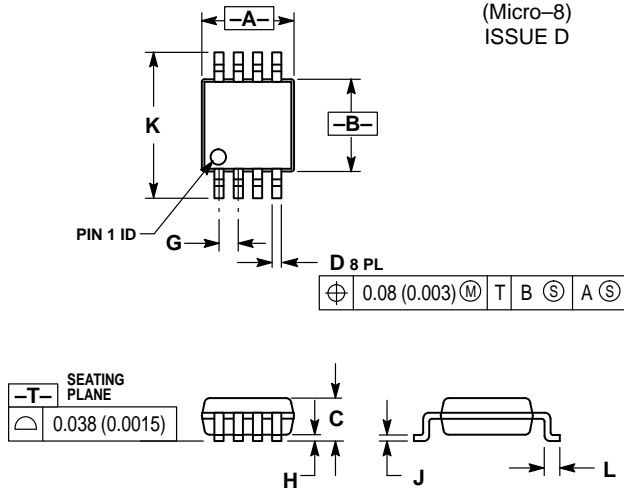 (Micro–8)
ISSUE D
–A–
K
–B–
PIN 1 ID
G
D 8 PL
⌖ 0.08 (0.003) Ⓜ T B Ⓢ A Ⓢ
–T– SEATING
PLANE
⌓ 0.038 (0.0015)
C
H
J
L